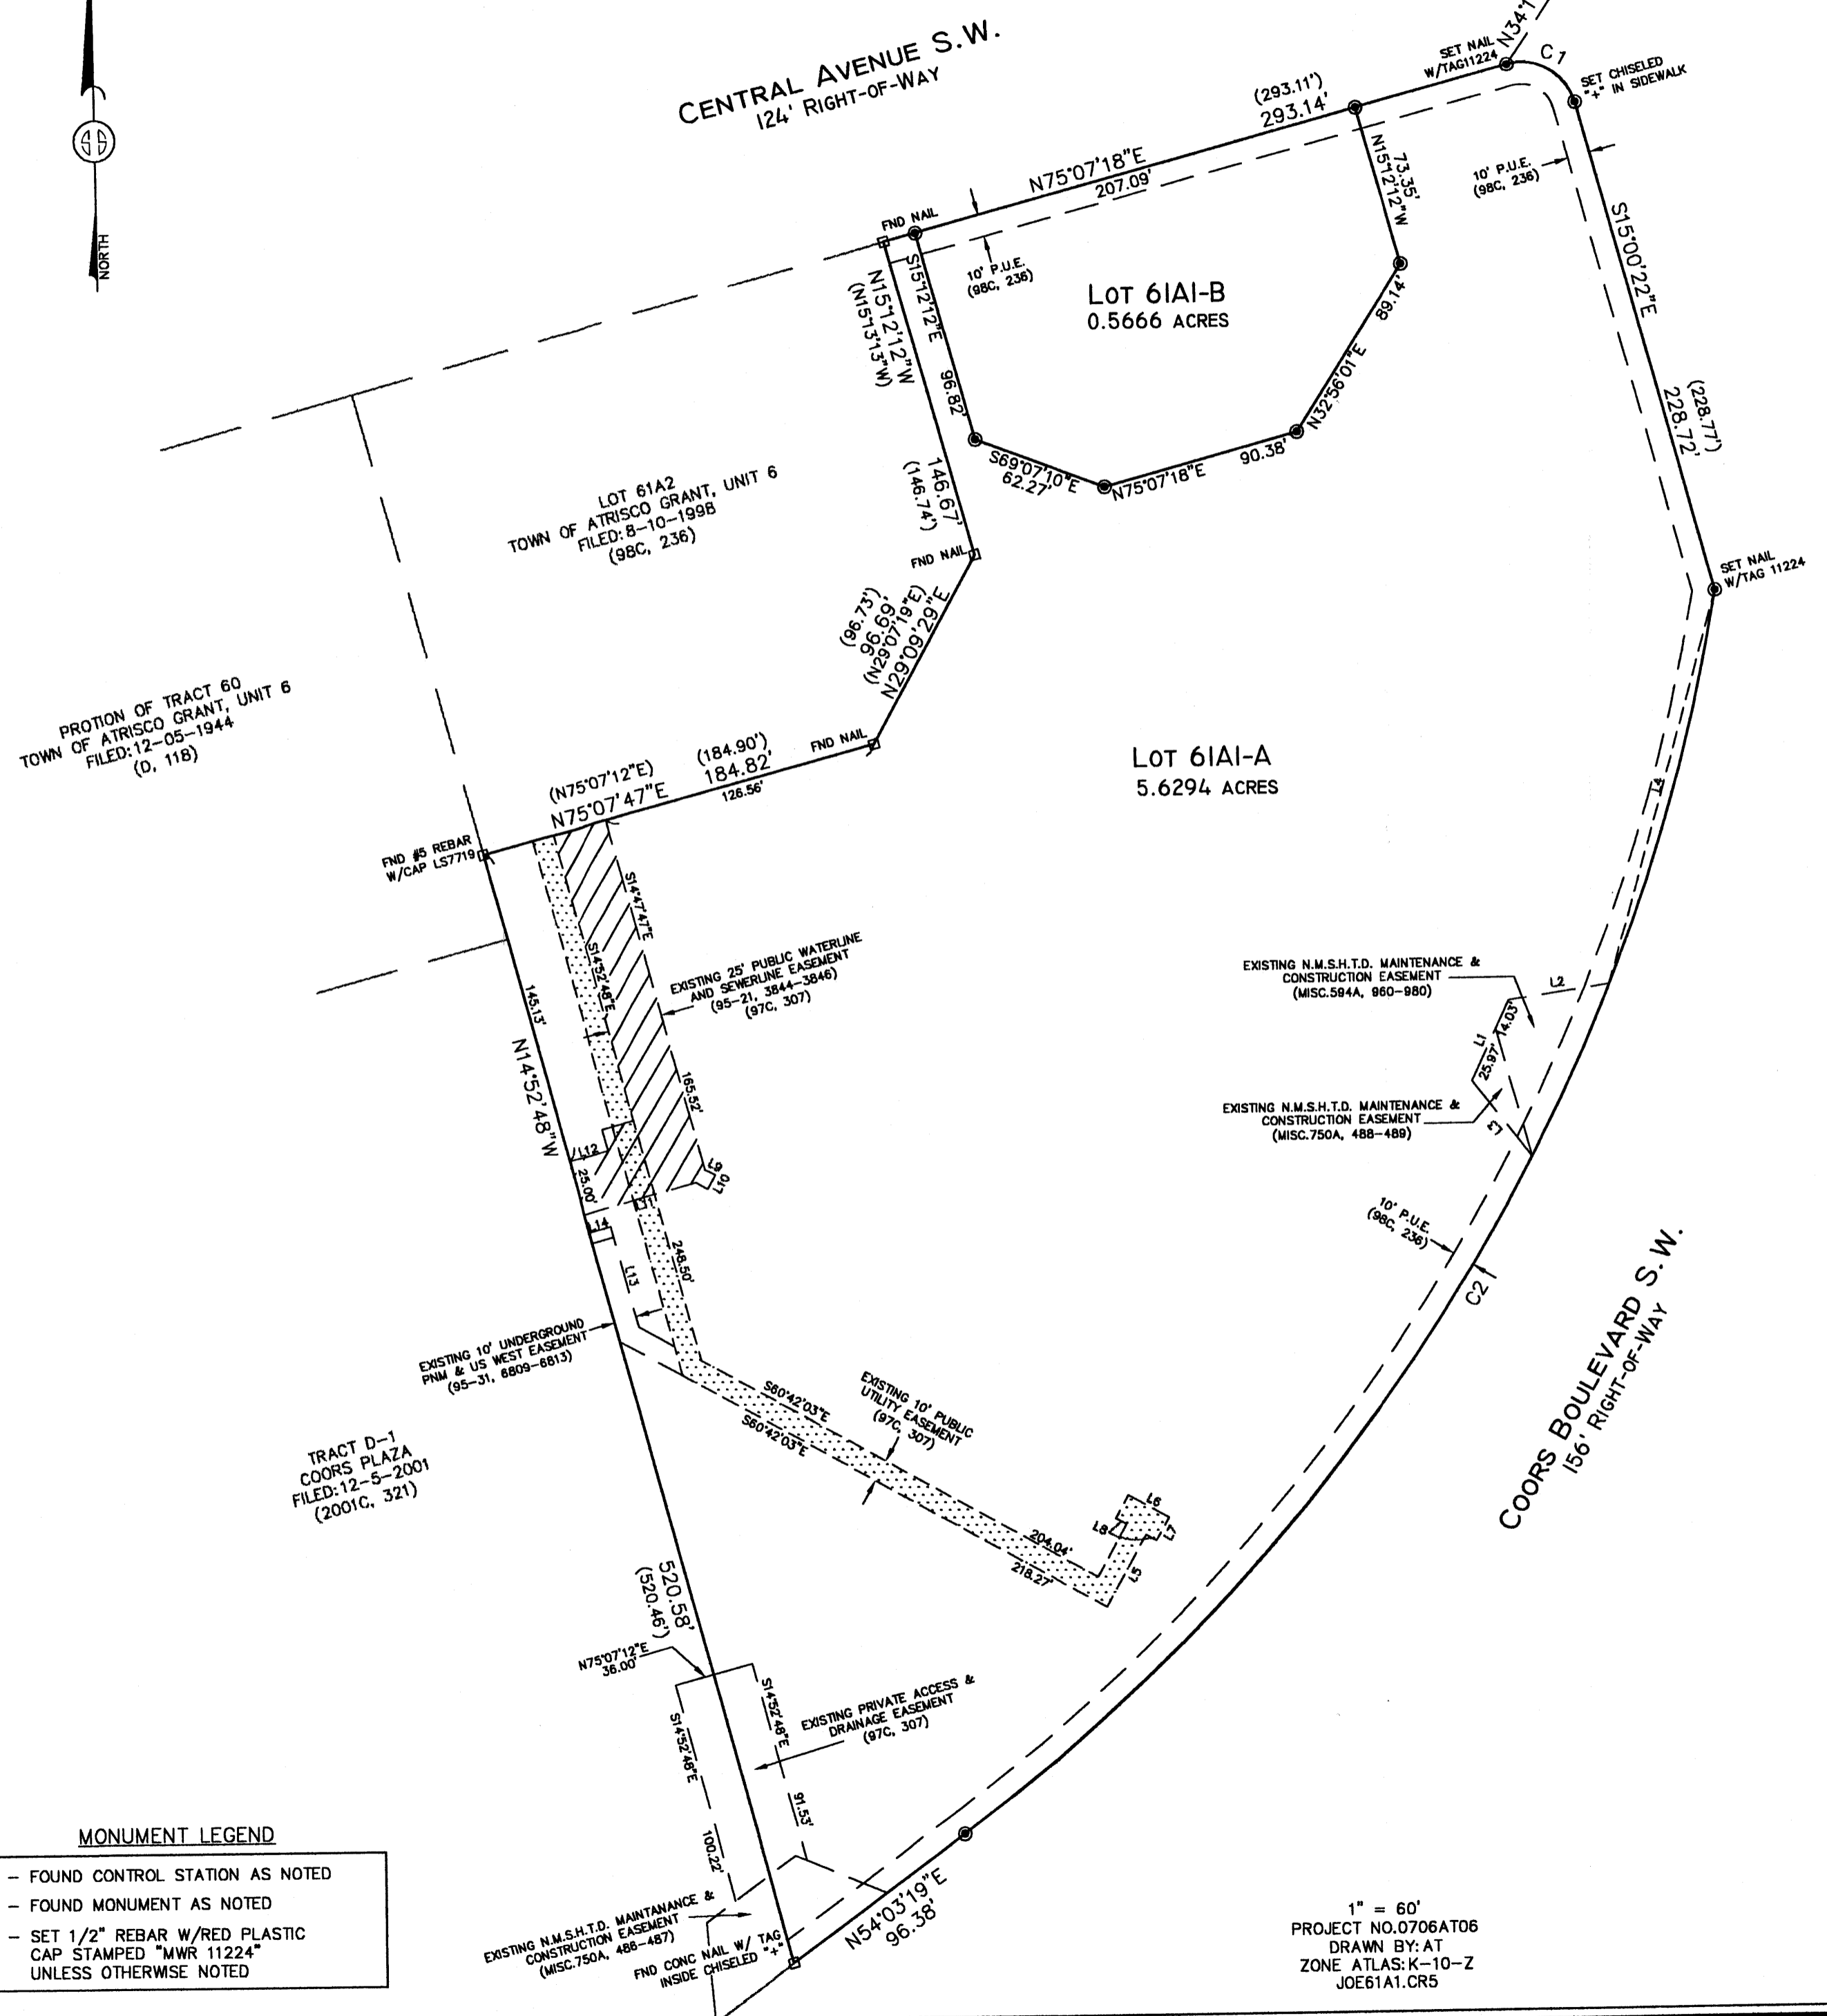 CENTRAL AVENUE S.W.
124' RIGHT-OF-WAY
NORTH
SET NAIL
W/TAG11224
C1
SET CHISELED
"+" IN SIDEWALK
(293.11')
293.14'
N75°07'18"E
207.09'
10' P.U.E.
(98C, 236)
N15°12'12"W
73.35'
FND NAIL
10' P.U.E.
(98C, 236)
S15°12'12"E
96.82'
N15°12'12"W
(N15°13'13"W)
LOT 61A1-B
0.5666 ACRES
89.14'
N32°56'01"E
S15°00'22"E
(228.77')
228.72'
S69°07'10"E
62.27'
N75°07'18"E
90.38'
146.67'
(146.74')
LOT 61A2
TOWN OF ATRISCO GRANT, UNIT 6
FILED:8-10-1998
(98C, 236)
FND NAIL
SET NAIL
W/TAG 11224
(96.73')
96.69'
(N29°07'19"E)
N29°09'29"E
PROTION OF TRACT 60
TOWN OF ATRISCO GRANT, UNIT 6
FILED:12-05-1944
(D, 118)
FND NAIL
(184.90')
184.82'
(N75°07'12"E)
N75°07'47"E
126.56'
LOT 61A1-A
5.6294 ACRES
L4
FND #5 REBAR
W/CAP LS7719
S14°47'47"E
S14°52'48"E
EXISTING 25' PUBLIC WATERLINE
AND SEWERLINE EASEMENT
(95-21, 3844-3846)
(97C, 307)
EXISTING N.M.S.H.T.D. MAINTENANCE &
CONSTRUCTION EASEMENT
(MISC.594A, 960-980)
L2
14.03'
L1
25.97'
145.13'
N14°52'48"W
165.52'
EXISTING N.M.S.H.T.D. MAINTENANCE &
CONSTRUCTION EASEMENT
(MISC.750A, 488-489)
L3
L12
L9
L10
25.00'
L11
L14
248.50'
L13
10' P.U.E.
(98C, 236)
C2
COORS BOULEVARD S.W.
156' RIGHT-OF-WAY
EXISTING 10' UNDERGROUND
PNM & US WEST EASEMENT
(95-31, 6809-6813)
S60°42'03"E
S60°42'03"E
EXISTING 10' PUBLIC
UTILITY EASEMENT
(97C, 307)
TRACT D-1
COORS PLAZA
FILED:12-5-2001
(2001C, 321)
L6
L8
L7
204.04'
218.27'
L5
520.58'
(520.46')
N75°07'12"E
36.00'
S14°52'48"E
S14°52'48"E
EXISTING PRIVATE ACCESS &
DRAINAGE EASEMENT
(97C, 307)
91.53'
100.22'
N54°03'19"E
96.38'
EXISTING N.M.S.H.T.D. MAINTANANCE &
CONSTRUCTION EASEMENT
(MISC.750A, 486-487)
FND CONC NAIL W/ TAG
INSIDE CHISELED "+"
MONUMENT LEGEND
- FOUND CONTROL STATION AS NOTED
- FOUND MONUMENT AS NOTED
- SET 1/2" REBAR W/RED PLASTIC
CAP STAMPED "MWR 11224"
UNLESS OTHERWISE NOTED
1" = 60'
PROJECT NO.0706AT06
DRAWN BY: AT
ZONE ATLAS: K-10-Z
JOE61A1.CR5